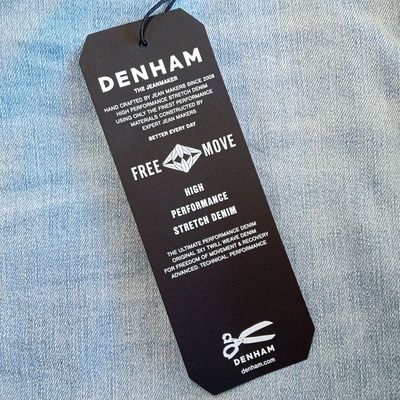 DENHAM
THE JEANMAKER
HAND CRAFTED BY JEAN MAKERS SINCE 2008
HIGH PERFORMANCE STRETCH DENIM
USING ONLY THE FINEST PERFORMANCE
MATERIALS CONSTRUCTED BY
EXPERT JEAN MAKERS
BETTER EVERY DAY
FREE MOVE
HIGH
PERFORMANCE
STRETCH DENIM
THE ULTIMATE PERFORMANCE DENIM
ORIGINAL 3X1 TWILL WEAVE DENIM
FOR FREEDOM OF MOVEMENT & RECOVERY
ADVANCED. TECHNICAL. PERFORMANCE
DENHAM
denham.com